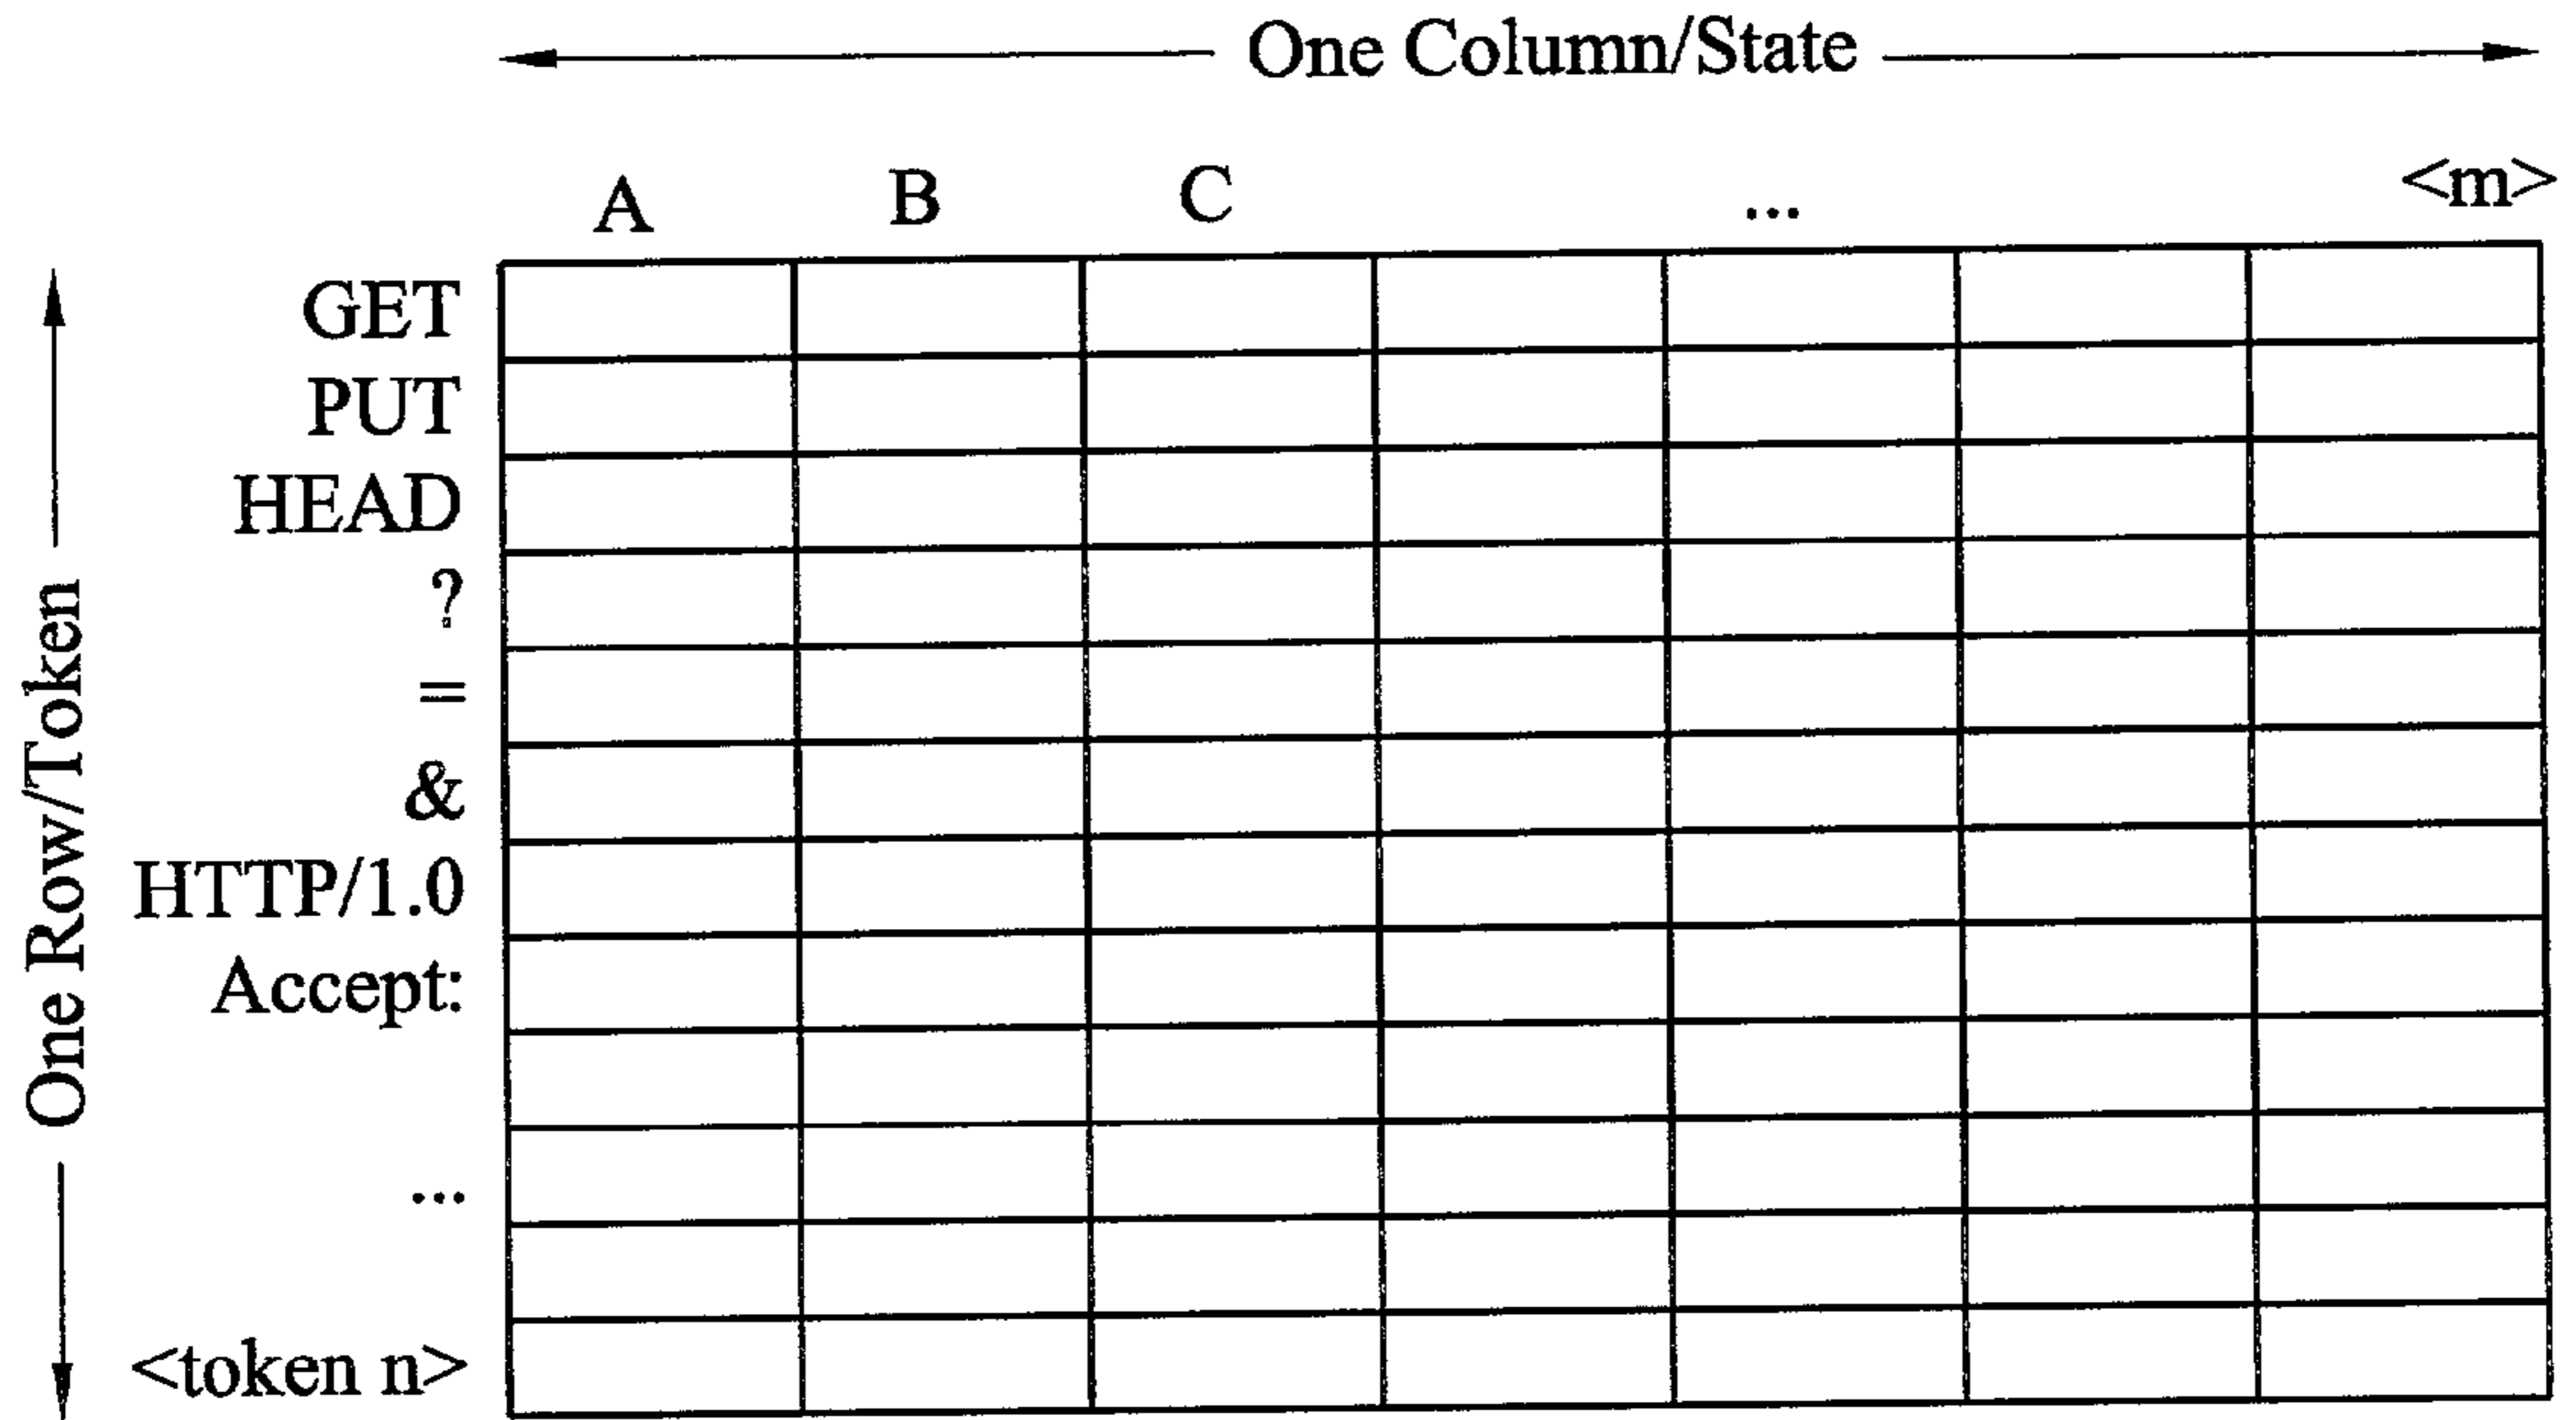 One Column/State
A B C ... <m>
One Row/Token
GET
PUT
HEAD
?
=
&
HTTP/1.0
Accept:
...
<token n>